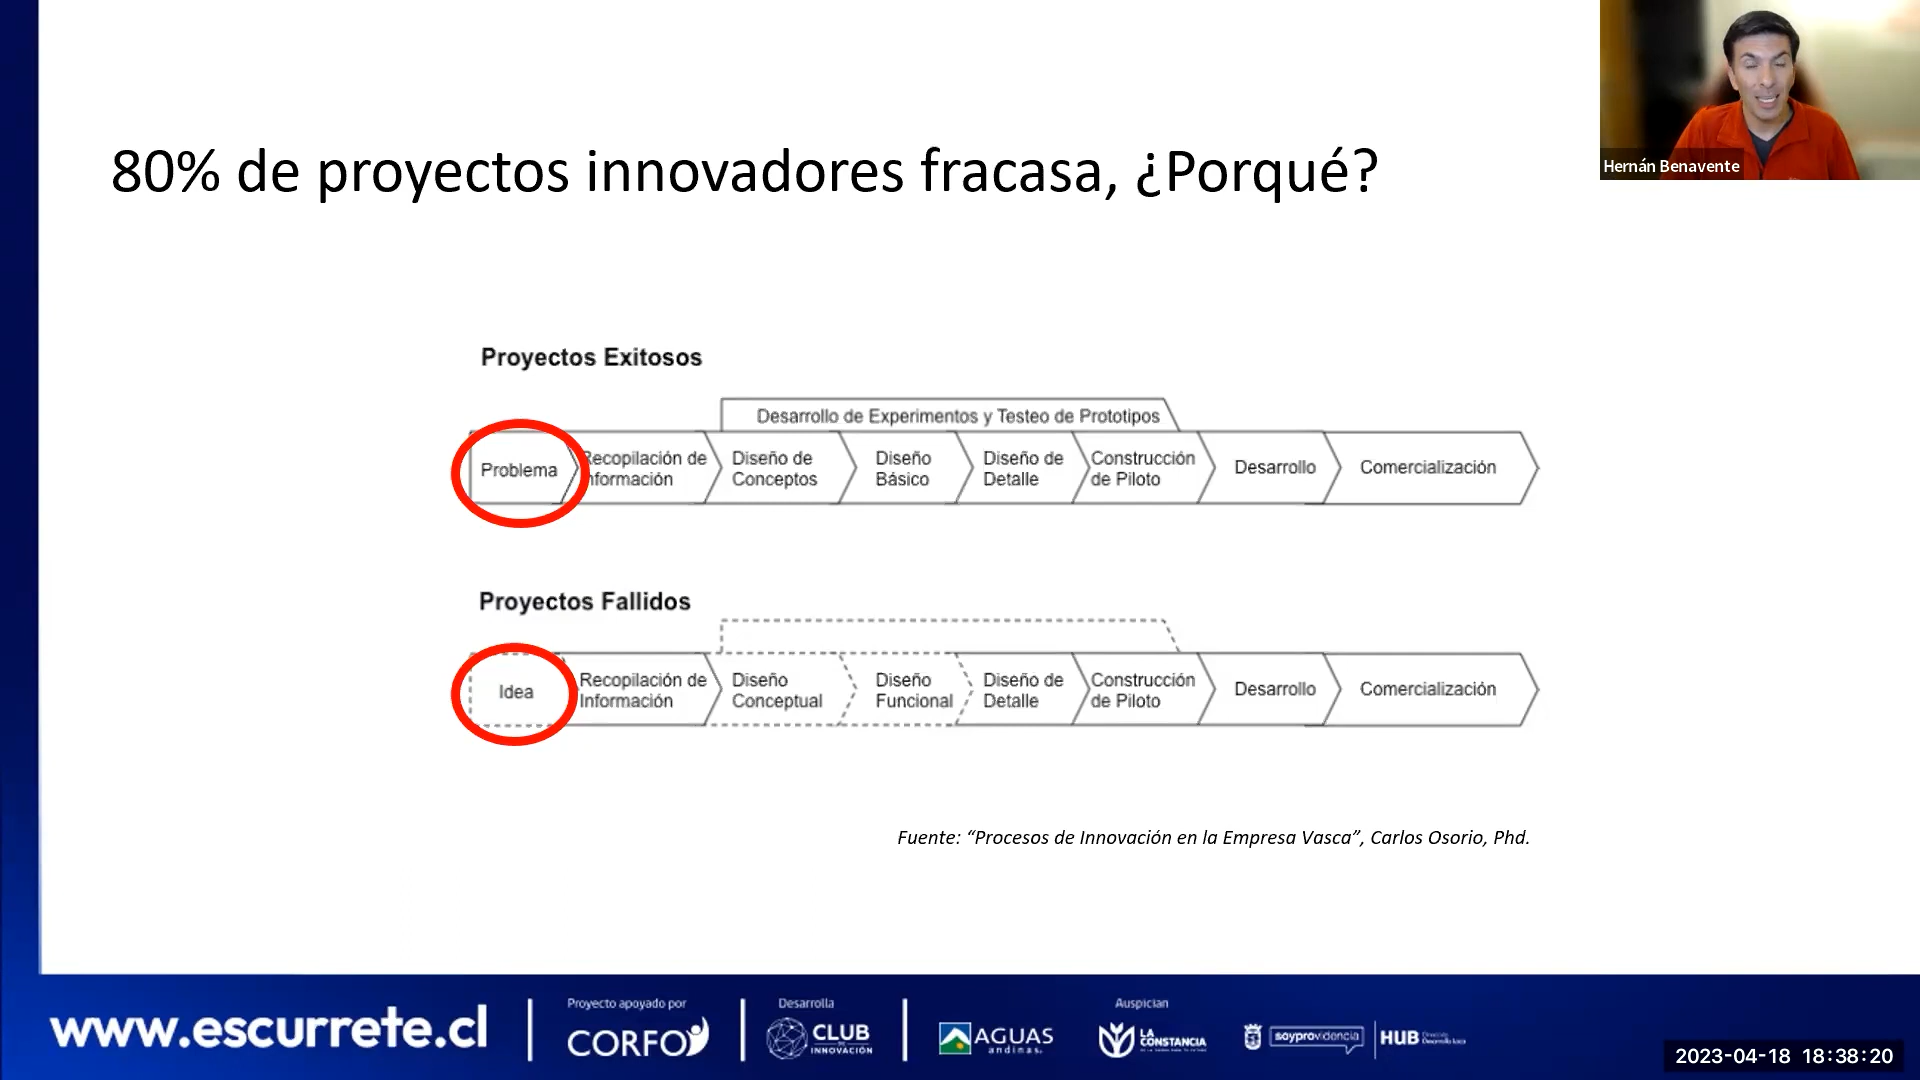 Hernán Benavente
80% de proyectos innovadores fracasa, ¿Porqué?
Proyectos Exitosos
Desarrollo de Experimentos y Testeo de Prototipos
Problema
Recopilación de
Información
Diseño de
Conceptos
Diseño
Básico
Diseño de
Detalle
Construcción
de Piloto
Desarrollo
Comercialización
Proyectos Fallidos
Idea
Recopilación de
Información
Diseño
Conceptual
Diseño
Funcional
Diseño de
Detalle
Construcción
de Piloto
Desarrollo
Comercialización
Fuente: “Procesos de Innovación en la Empresa Vasca”, Carlos Osorio, Phd.
www.escurrete.cl
Proyecto apoyado por
CORFO
Desarrolla
CLUB
DE
INNOVACIÓN
AGUAS
andinas.
Auspician
LA
CONSTANCIA
soyprovidencia
HUB
2023-04-18 18:38:20